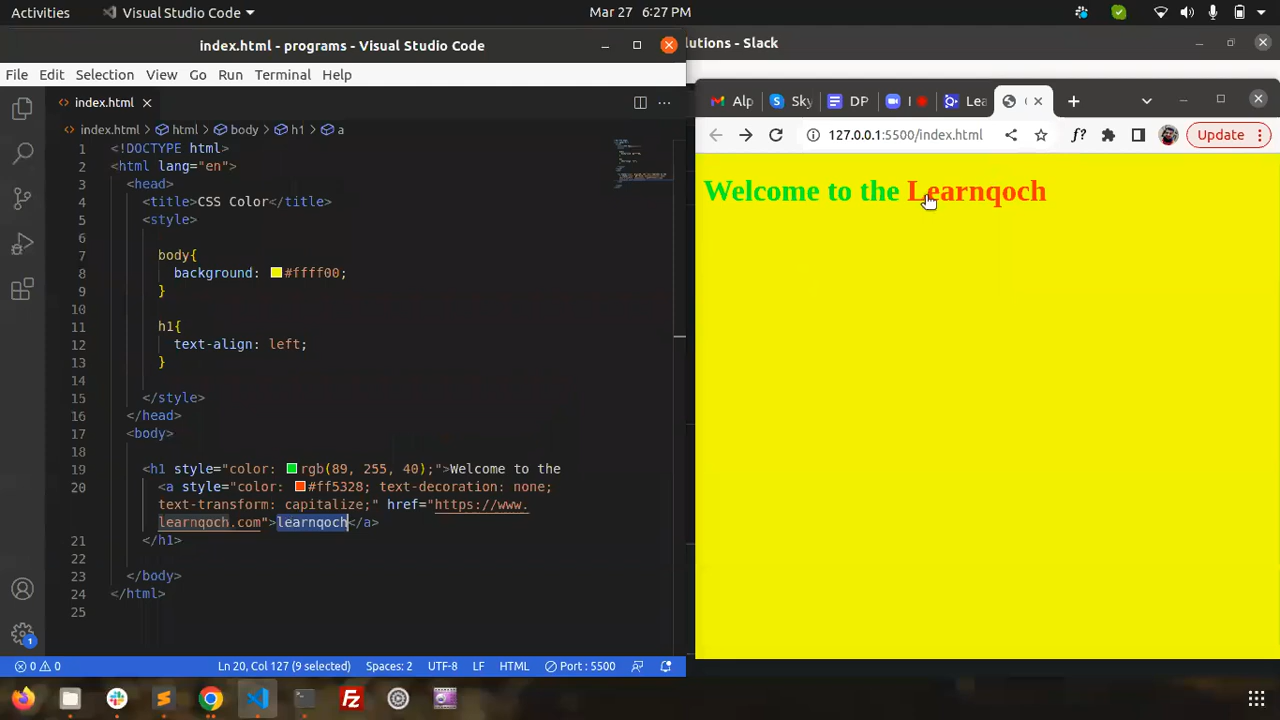 Activities
Visual Studio Code
Mar 27 6:27 PM
index.html - programs - Visual Studio Code
lutions - Slack
File Edit Selection View Go Run Terminal Help
index.html
Alp
Sky
DP
Lea
index.html > html > body > h1 > a
127.0.0.1:5500/index.html
f?
Update
1 <!DOCTYPE html>
2 <html lang="en">
3 <head>
4 <title>CSS Color</title>
5 <style>
6
7 body{
8 background: #ffff00;
9 }
10
11 h1{
12 text-align: left;
13 }
14
15 </style>
16 </head>
17 <body>
18
19 <h1 style="color: rgb(89, 255, 40);">Welcome to the
20 <a style="color: #ff5328; text-decoration: none;
text-transform: capitalize;" href="https://www.
learnqoch.com">learnqoch</a>
21 </h1>
22
23 </body>
24 </html>
25
Welcome to the Learnqoch
1
0 0
Ln 20, Col 127 (9 selected)
Spaces: 2
UTF-8
LF
HTML
Port : 5500